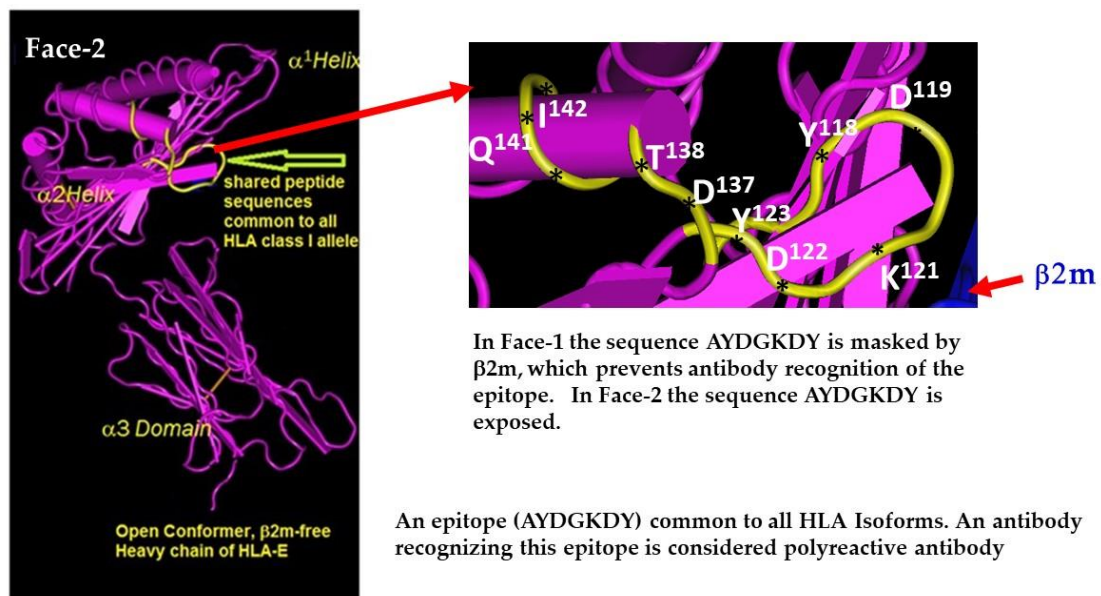 Face-2
α¹Helix
α2Helix
shared peptide
sequences
common to all
HLA class I allele
α3 Domain
Open Conformer, β2m-free
Heavy chain of HLA-E
D¹¹⁹
I¹⁴²
Y¹¹⁸
Q¹⁴¹
T¹³⁸
D¹³⁷
Y¹²³
D¹²²
K¹²¹
β2m
In Face-1 the sequence AYDGKDY is masked by
β2m, which prevents antibody recognition of the
epitope. In Face-2 the sequence AYDGKDY is
exposed.
An epitope (AYDGKDY) common to all HLA Isoforms. An antibody
recognizing this epitope is considered polyreactive antibody